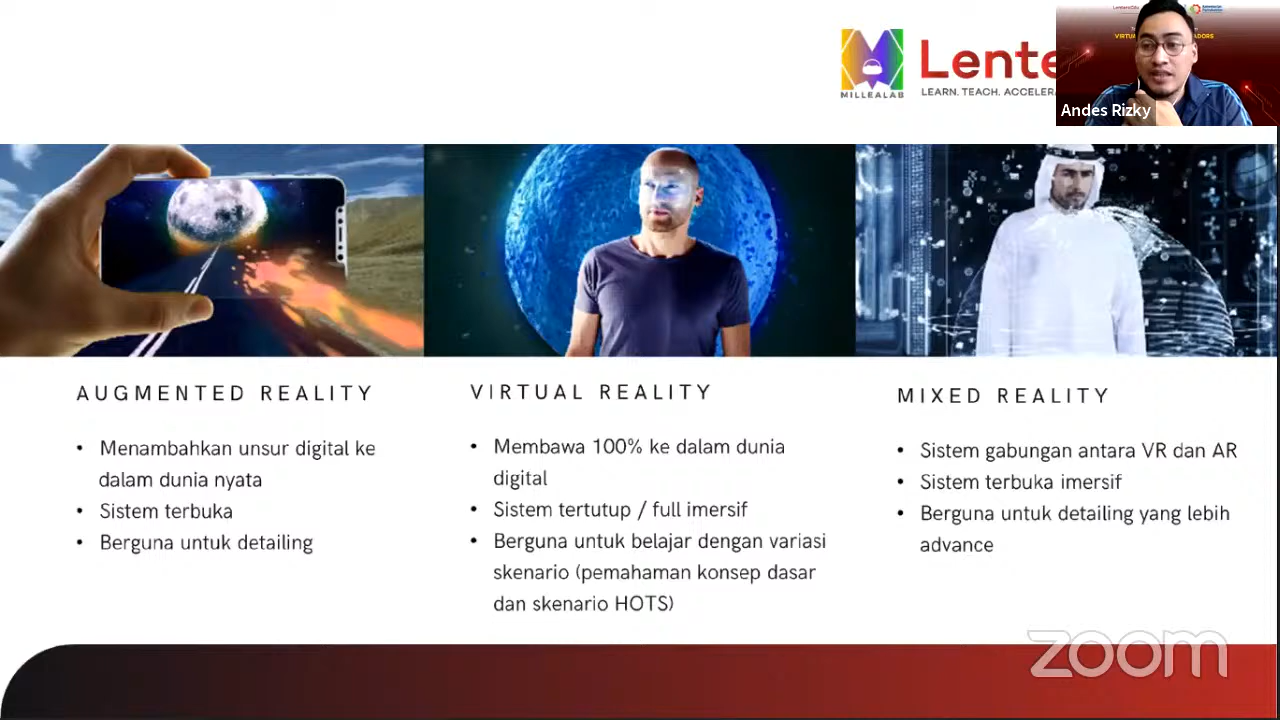 MILLEALAB
Lente
LEARN. TEACH. ACCELERA
Andes Rizky
AUGMENTED REALITY
• Menambahkan unsur digital ke
dalam dunia nyata
• Sistem terbuka
• Berguna untuk detailing
VIRTUAL REALITY
• Membawa 100% ke dalam dunia
digital
• Sistem tertutup / full imersif
• Berguna untuk belajar dengan variasi
skenario (pemahaman konsep dasar
dan skenario HOTS)
MIXED REALITY
• Sistem gabungan antara VR dan AR
• Sistem terbuka imersif
• Berguna untuk detailing yang lebih
advance
zoom